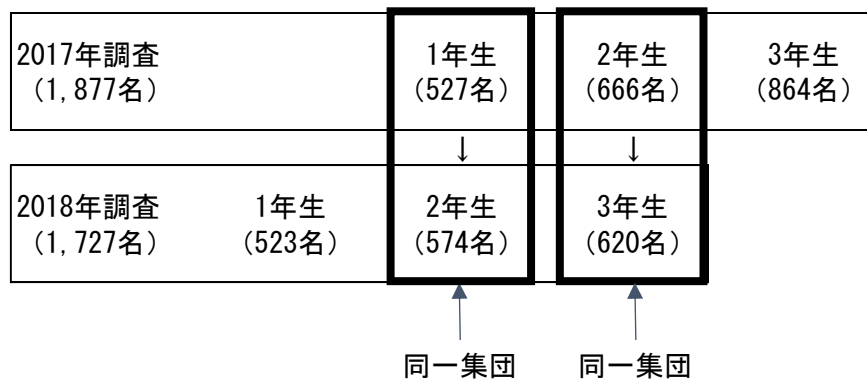 2017年調査 1年生 2年生 3年生
（1,877名） （527名） （666名） （864名）
↓ ↓
2018年調査 1年生 2年生 3年生
（1,727名） （523名） （574名） （620名）
同一集団 同一集団